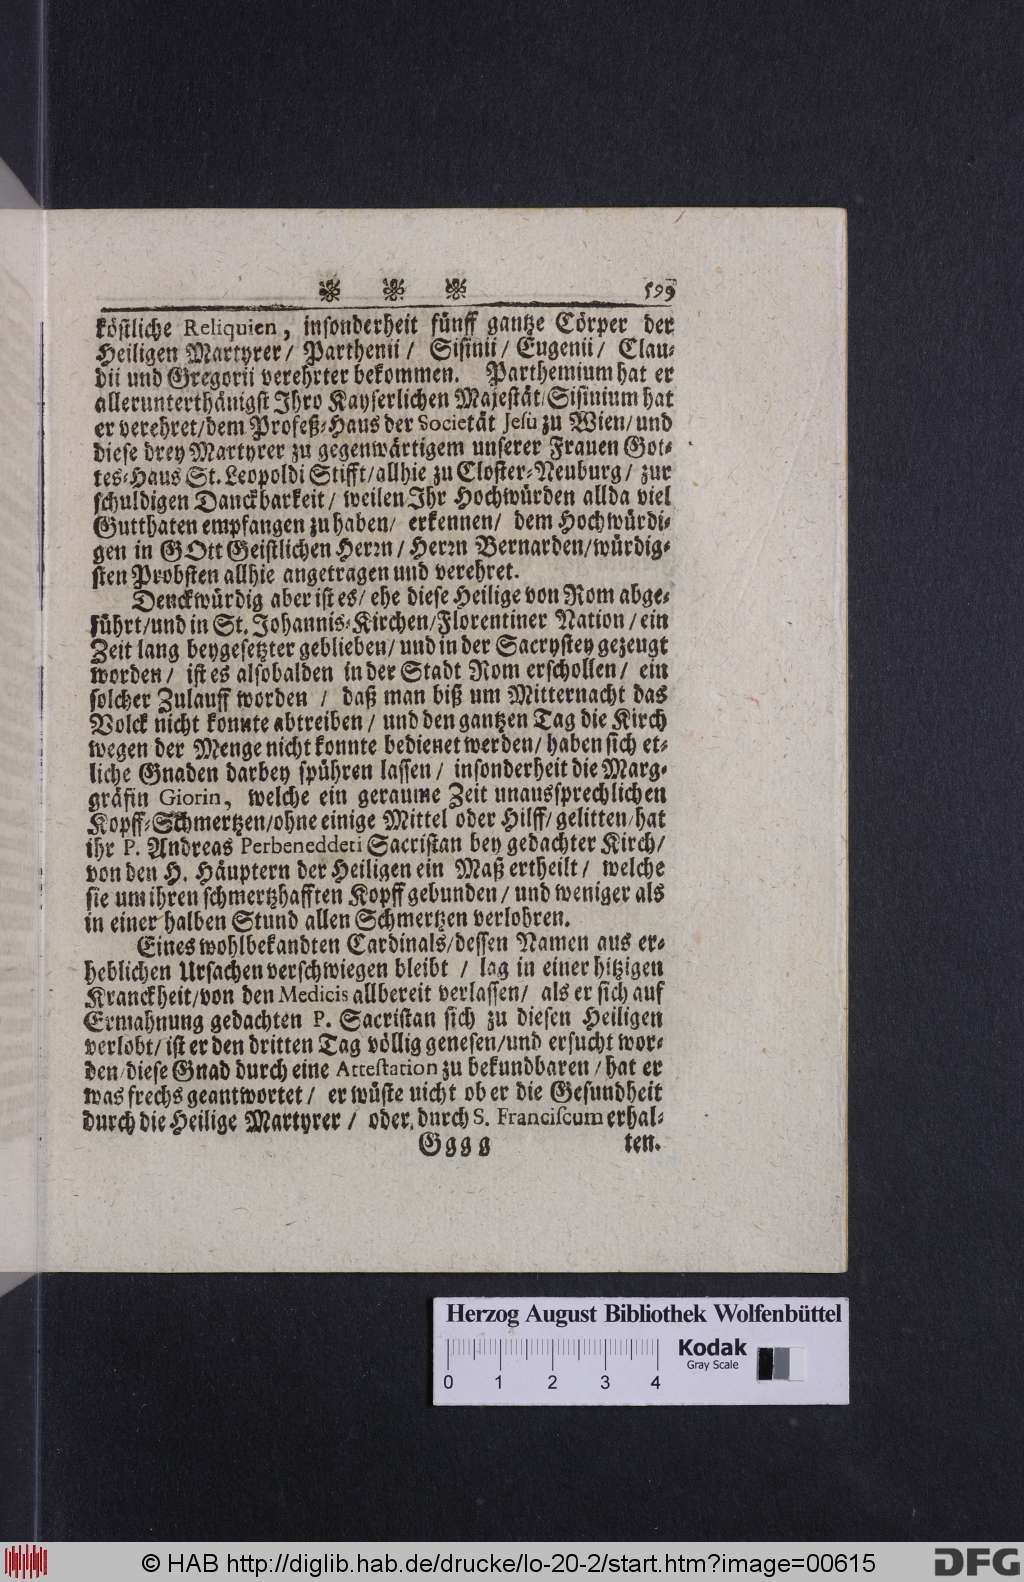 599
köstliche Reliquien, insonderheit fünff gantze Cörper der
Heiligen Martyrer/ Parthenii/ Sisinii/ Eugenii/ Clau-
dii und Gregorii verehrter bekommen. Parthemium hat er
allerunterthänigst Ihro Kayserlichen Majestät/ Sisinium hat
er verehret/ dem Profeß-Haus der Societät Jesu zu Wien/ und
diese drey Martyrer zu gegenwärtigem unserer Frauen Got-
tes-Haus St. Leopoldi Stifft/ allhie zu Closter-Neuburg/ zur
schuldigen Danckbarkeit/ weilen Ihr Hochwürden allda viel
Gutthaten empfangen zu haben/ erkennen/ dem Hochwürdi-
gen in GOtt Geistlichen Herrn/ Herrn Bernarden/ würdig-
sten Probsten allhie angetragen und verehret.
Denckwürdig aber ist es/ ehe diese Heilige von Rom abge-
führt/ und in St. Johannis-Kirchen/ Florentiner Nation/ ein
Zeit lang beygesetzter geblieben/ und in der Sacrystey gezeugt
worden/ ist es alsobalden in der Stadt Rom erschollen/ ein
solcher Zulauff worden / daß man biß um Mitternacht das
Volck nicht konnte abtreiben/ und den gantzen Tag die Kirch
wegen der Menge nicht konnte bedienet werden/ haben sich et-
liche Gnaden darbey spühren lassen/ insonderheit die Marg-
gräfin Giorin, welche ein geraume Zeit unaussprechlichen
Kopff-Schmertzen/ ohne einige Mittel oder Hilff/ gelitten/ hat
ihr P. Andreas Perbeneddeti Sacristan bey gedachter Kirch/
von den H. Häuptern der Heiligen ein Maß ertheilt/ welche
sie um ihren schmertzhafften Kopff gebunden/ und weniger als
in einer halben Stund allen Schmertzen verlohren.
Eines wohlbekandten Cardinals/ dessen Namen aus er-
heblichen Ursachen verschwiegen bleibt / lag in einer hitzigen
Kranckheit/ von den Medicis allbereit verlassen/ als er sich auf
Ermahnung gedachten P. Sacristan sich zu diesen Heiligen
verlobt/ ist er den dritten Tag völlig genesen/ und ersucht wor-
den/ diese Gnad durch eine Attestation zu bekundbaren/ hat er
was frechs geantwortet/ er wüste nicht ob er die Gesundheit
durch die Heilige Martyrer/ oder, durch S. Franciscum erhal-
Gggg ten.
Herzog August Bibliothek Wolfenbüttel
Kodak
Gray Scale
0 1 2 3 4
© HAB http://diglib.hab.de/drucke/lo-20-2/start.htm?image=00615
DFG